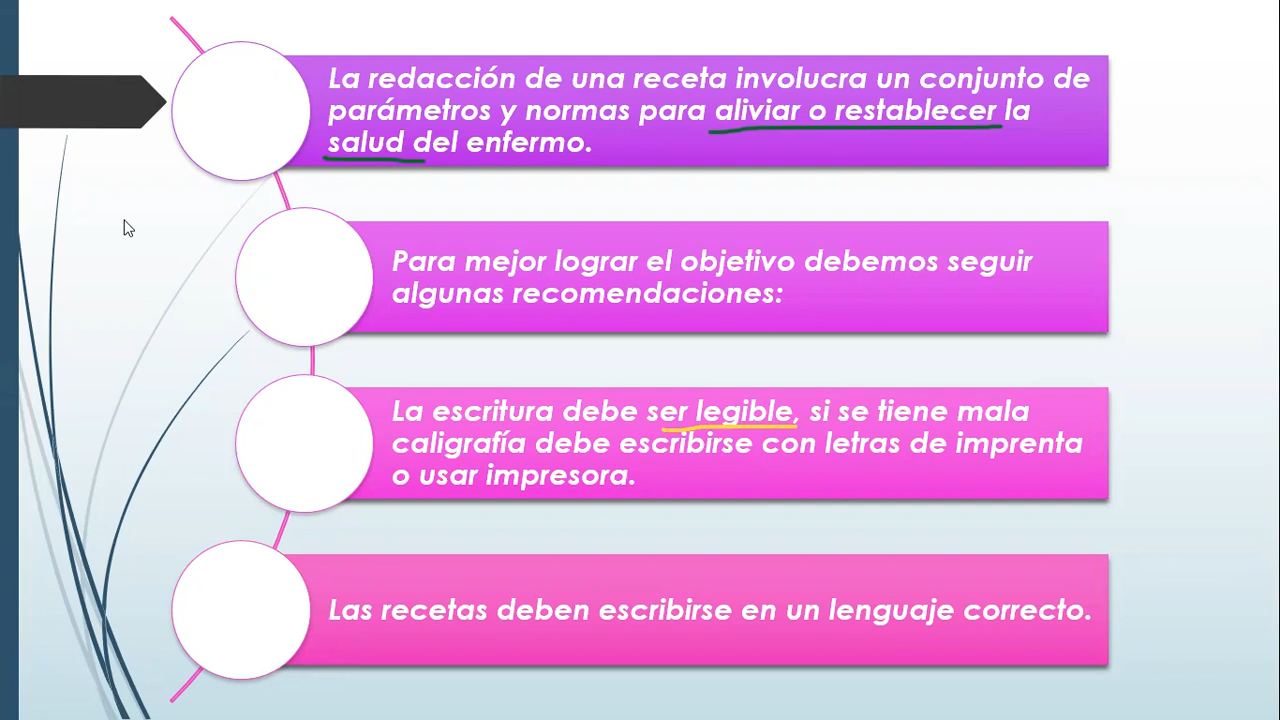 La redacción de una receta involucra un conjunto de
parámetros y normas para aliviar o restablecer la
salud del enfermo.
Para mejor lograr el objetivo debemos seguir
algunas recomendaciones:
La escritura debe ser legible, si se tiene mala
caligrafía debe escribirse con letras de imprenta
o usar impresora.
Las recetas deben escribirse en un lenguaje correcto.